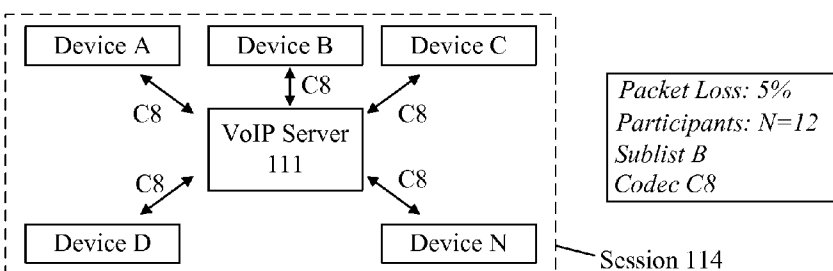 Device A
Device B
Device C
C8
C8
C8
VoIP Server
111
C8
C8
Device D
Device N
Packet Loss: 5%
Participants: N=12
Sublist B
Codec C8
Session 114